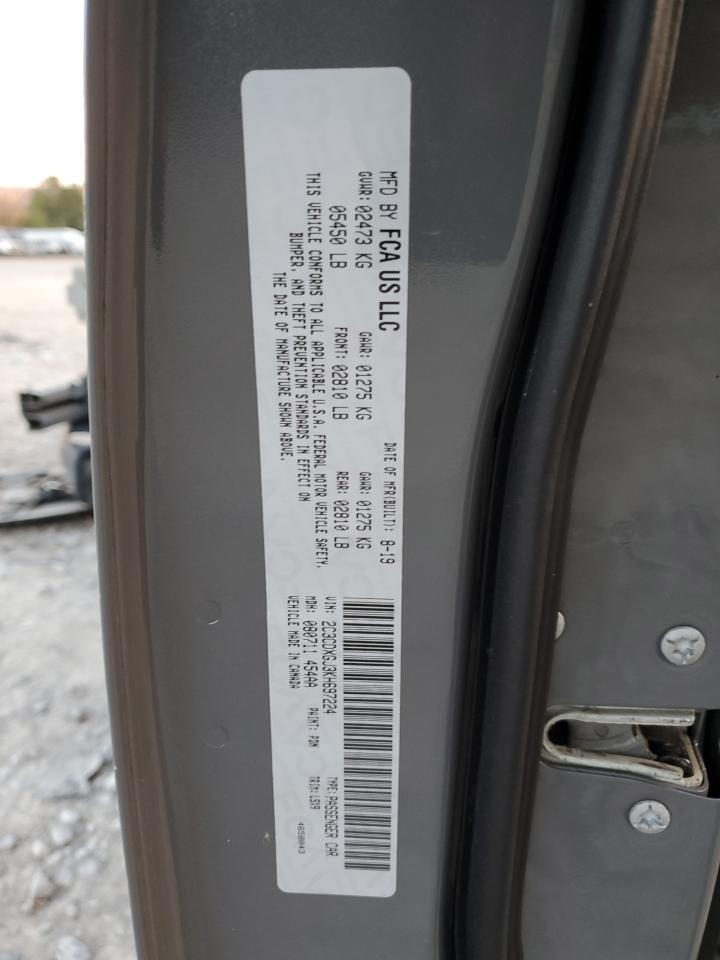 MFD BY FCA US LLC
DATE OF MFR(BUILT): 8-19
GVWR: 02473 KG
GAWR: 01275 KG
GAWR: 01275 KG
05450 LB
FRONT: 02810 LB
REAR: 02810 LB
THIS VEHICLE CONFORMS TO ALL APPLICABLE U.S.A. FEDERAL MOTOR VEHICLE SAFETY,
BUMPER, AND THEFT PREVENTION STANDARDS IN EFFECT ON
THE DATE OF MANUFACTURE SHOWN ABOVE.
VIN: 2C3CDXGJ3KH697224
TYPE: PASSENGER CAR
MDH: 080711 454AA
PAINT: PDN
TRIM: LSX9
VEHICLE MADE IN CANADA
4658843